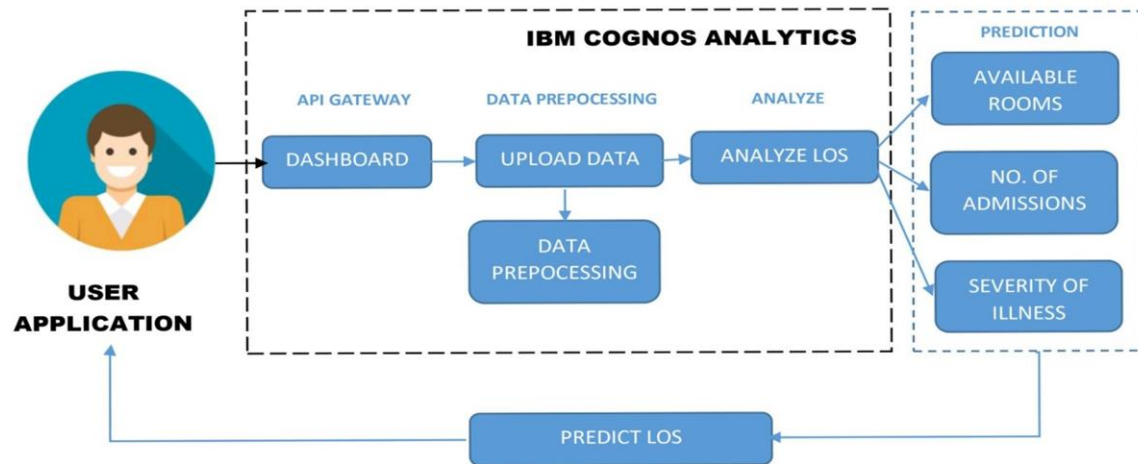 IBM COGNOS ANALYTICS
PREDICTION
API GATEWAY
DATA PREPOCESSING
ANALYZE
DASHBOARD
UPLOAD DATA
ANALYZE LOS
DATA
PREPOCESSING
AVAILABLE
ROOMS
NO. OF
ADMISSIONS
SEVERITY OF
ILLNESS
USER
APPLICATION
PREDICT LOS